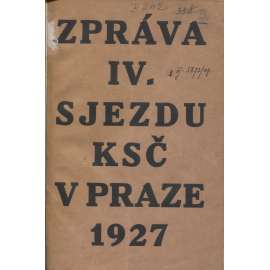 ZPRÁVA
IV.
SJEZDU
KSČ
V PRAZE
1927